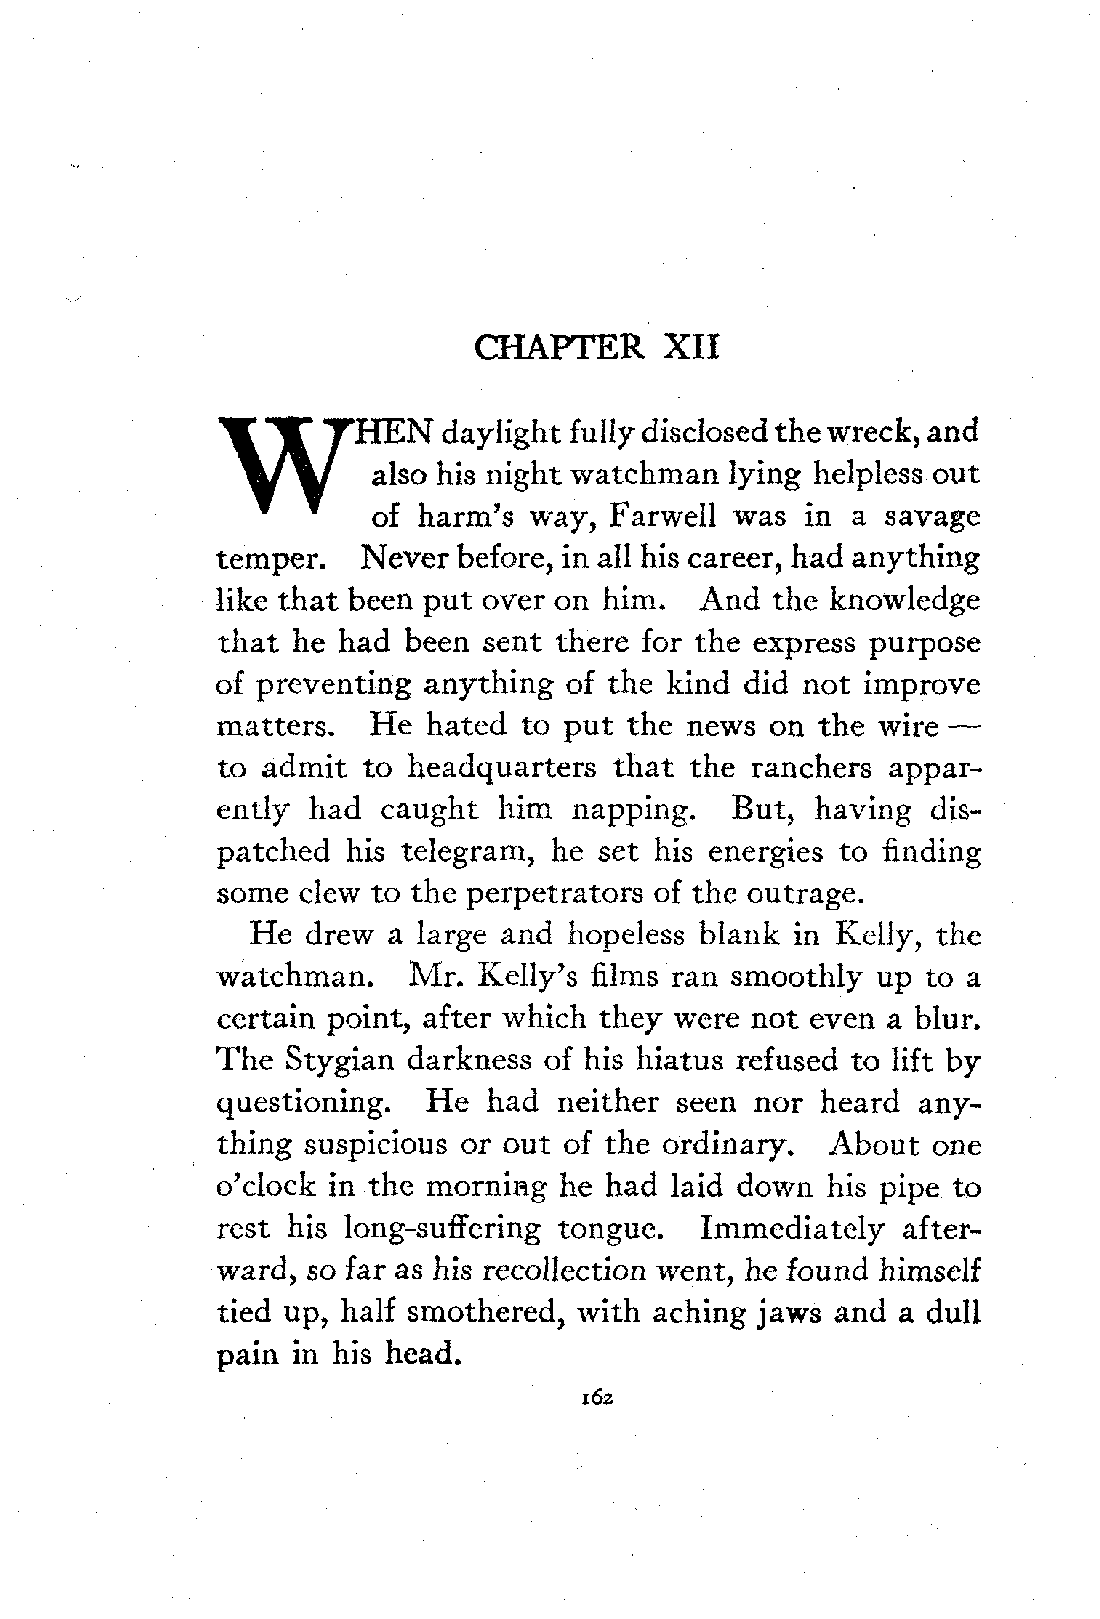 CHAPTER XII
WHEN daylight fully disclosed the wreck, and
also his night watchman lying helpless out
of harm's way, Farwell was in a savage
temper. Never before, in all his career, had anything
like that been put over on him. And the knowledge
that he had been sent there for the express purpose
of preventing anything of the kind did not improve
matters. He hated to put the news on the wire —
to admit to headquarters that the ranchers appar-
ently had caught him napping. But, having dis-
patched his telegram, he set his energies to finding
some clew to the perpetrators of the outrage.
He drew a large and hopeless blank in Kelly, the
watchman. Mr. Kelly's films ran smoothly up to a
certain point, after which they were not even a blur.
The Stygian darkness of his hiatus refused to lift by
questioning. He had neither seen nor heard any-
thing suspicious or out of the ordinary. About one
o'clock in the morning he had laid down his pipe to
rest his long-suffering tongue. Immediately after-
ward, so far as his recollection went, he found himself
tied up, half smothered, with aching jaws and a dull
pain in his head.
162